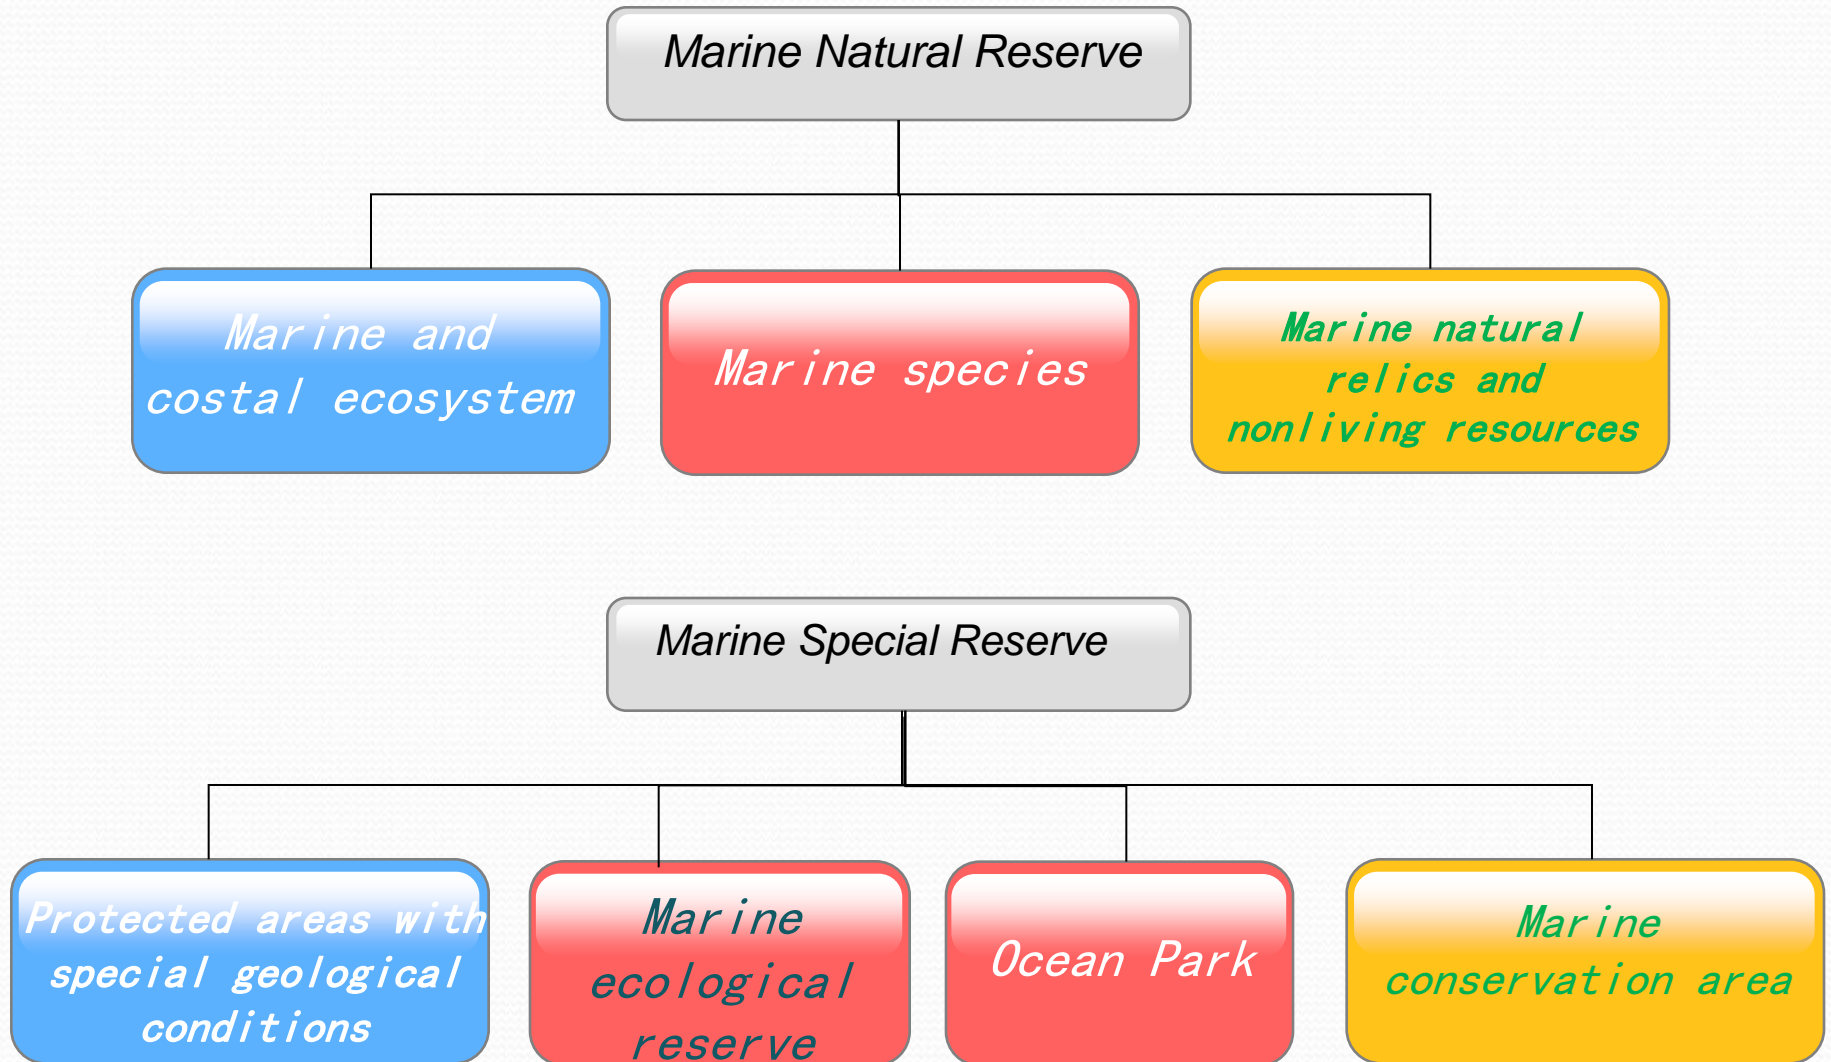 Marine Natural Reserve
Marine and
costal ecosystem
Marine species
Marine natural
relics and
nonliving resources
Marine Special Reserve
Protected areas with
special geological
conditions
Marine
ecological
reserve
Ocean Park
Marine
conservation area